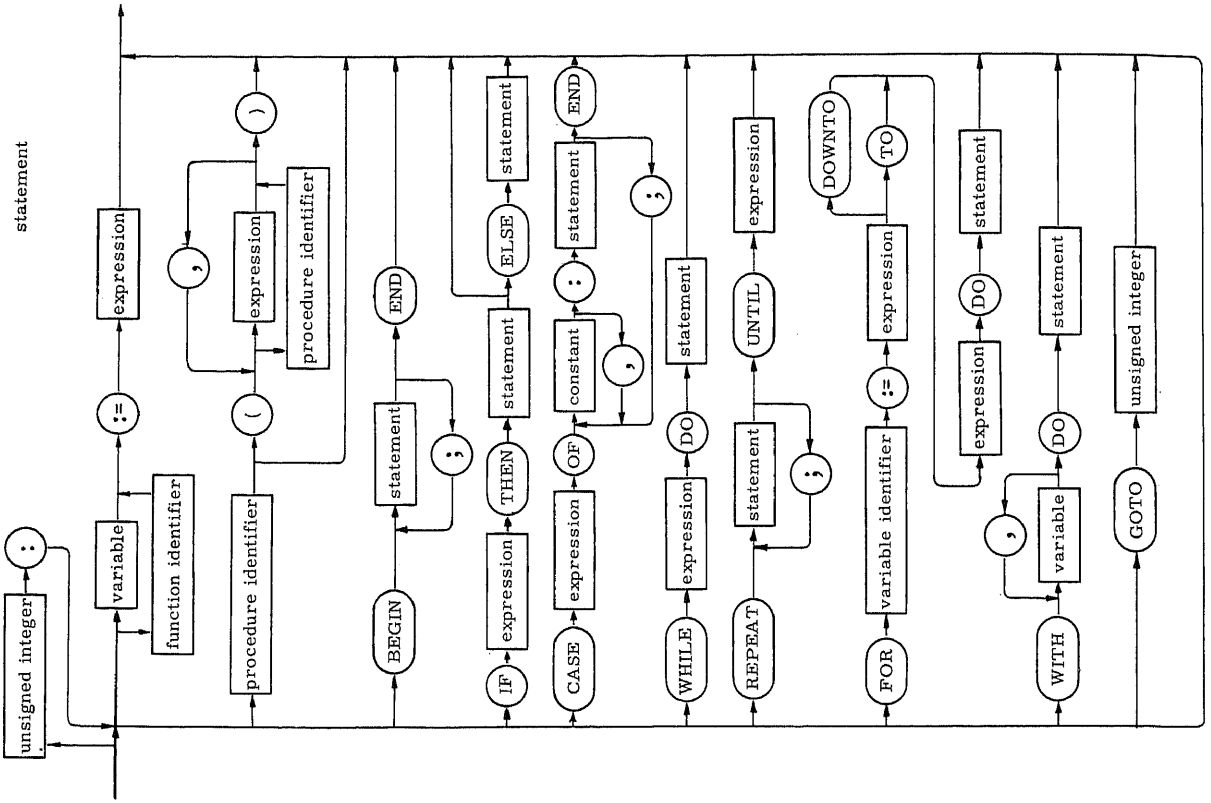 statement
unsigned integer
:
variable
:=
expression
function identifier
procedure identifier
(
expression
)
,
procedure identifier
BEGIN
statement
END
;
IF
expression
THEN
statement
ELSE
statement
CASE
expression
OF
constant
:
statement
END
,
;
WHILE
expression
DO
statement
REPEAT
statement
UNTIL
expression
;
FOR
variable identifier
:=
expression
TO
DOWNTO
expression
DO
statement
WITH
variable
DO
statement
,
GOTO
unsigned integer